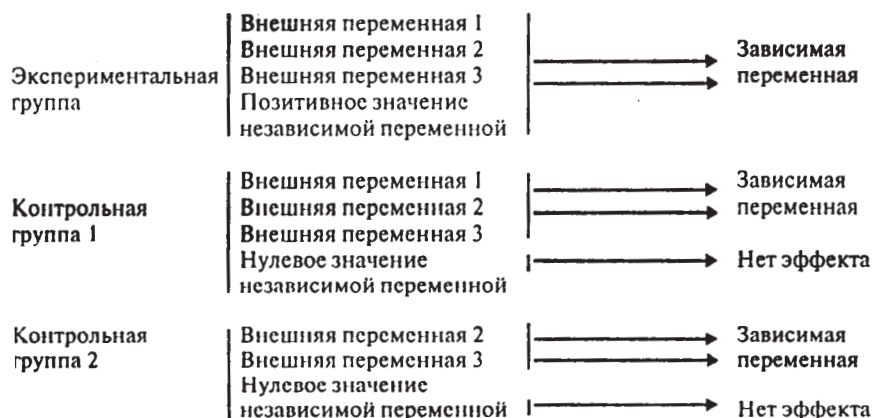 Экспериментальная
группа
Внешняя переменная 1
Внешняя переменная 2
Внешняя переменная 3
Позитивное значение
независимой переменной
Зависимая
переменная
Контрольная
группа 1
Внешняя переменная 1
Внешняя переменная 2
Внешняя переменная 3
Нулевое значение
независимой переменной
Зависимая
переменная
Нет эффекта
Контрольная
группа 2
Внешняя переменная 2
Внешняя переменная 3
Нулевое значение
независимой переменной
Зависимая
переменная
Нет эффекта